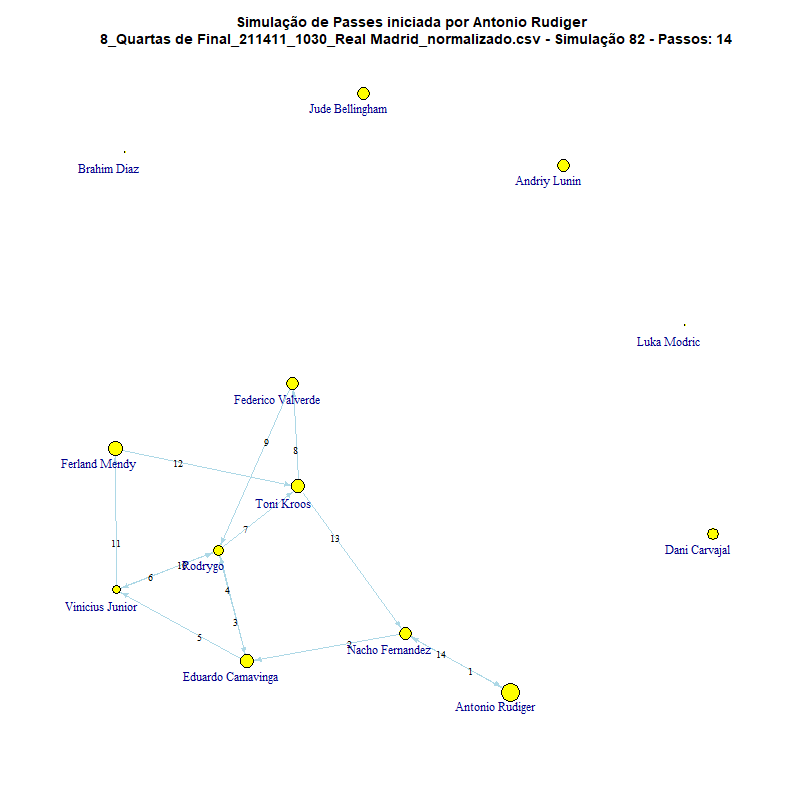 Simulação de Passes iniciada por Antonio Rudiger
8_Quartas de Final_211411_1030_Real Madrid_normalizado.csv - Simulação 82 - Passos: 14
Jude Bellingham
Brahim Diaz
Andriy Lunin
Luka Modric
Federico Valverde
9
8
Ferland Mendy
12
Toni Kroos
7
13
11
Dani Carvajal
Rodrygo
6
4
Vinicius Junior
3
5
2
Nacho Fernandez
14
1
Eduardo Camavinga
Antonio Rudiger